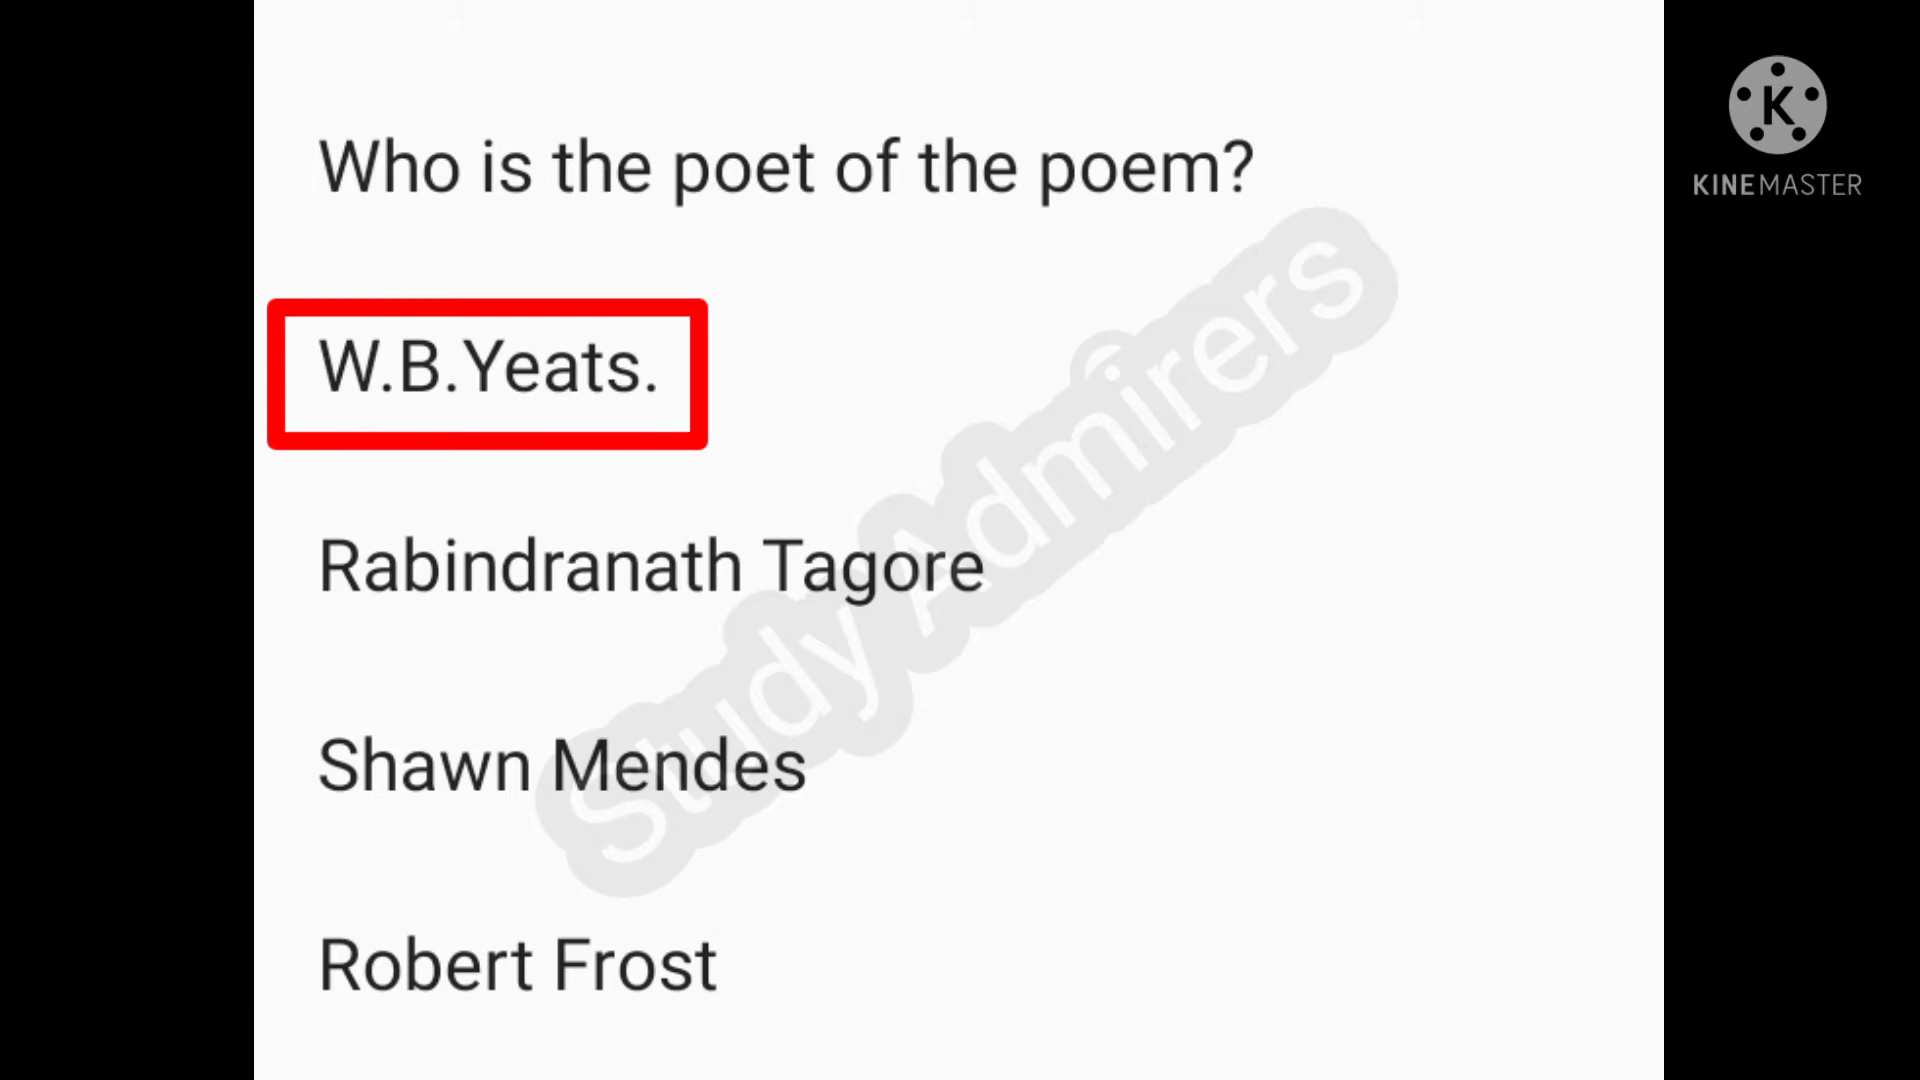 Who is the poet of the poem?
K
KINEMASTER
W.B.Yeats.
Rabindranath Tagore
Shawn Mendes
Robert Frost
Study Admirers